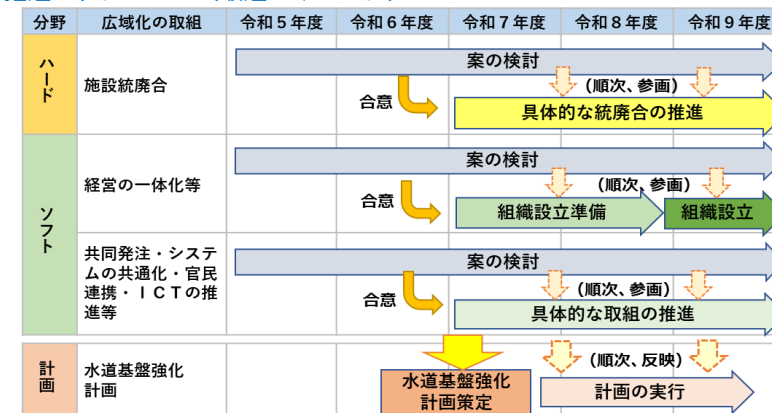 分野 広域化の取組 令和５年度 令和６年度 令和７年度 令和８年度 令和９年度
ハード
施設統廃合
案の検討
合意
(順次、参画)
具体的な統廃合の推進
ソフト
経営の一体化等
案の検討
合意
(順次、参画)
組織設立準備 組織設立
共同発注・システ
ムの共通化・官民
連携・ＩＣＴの推
進等
案の検討
合意
(順次、参画)
具体的な取組の推進
計画
水道基盤強化
計画
水道基盤強化
計画策定
(順次、反映)
計画の実行